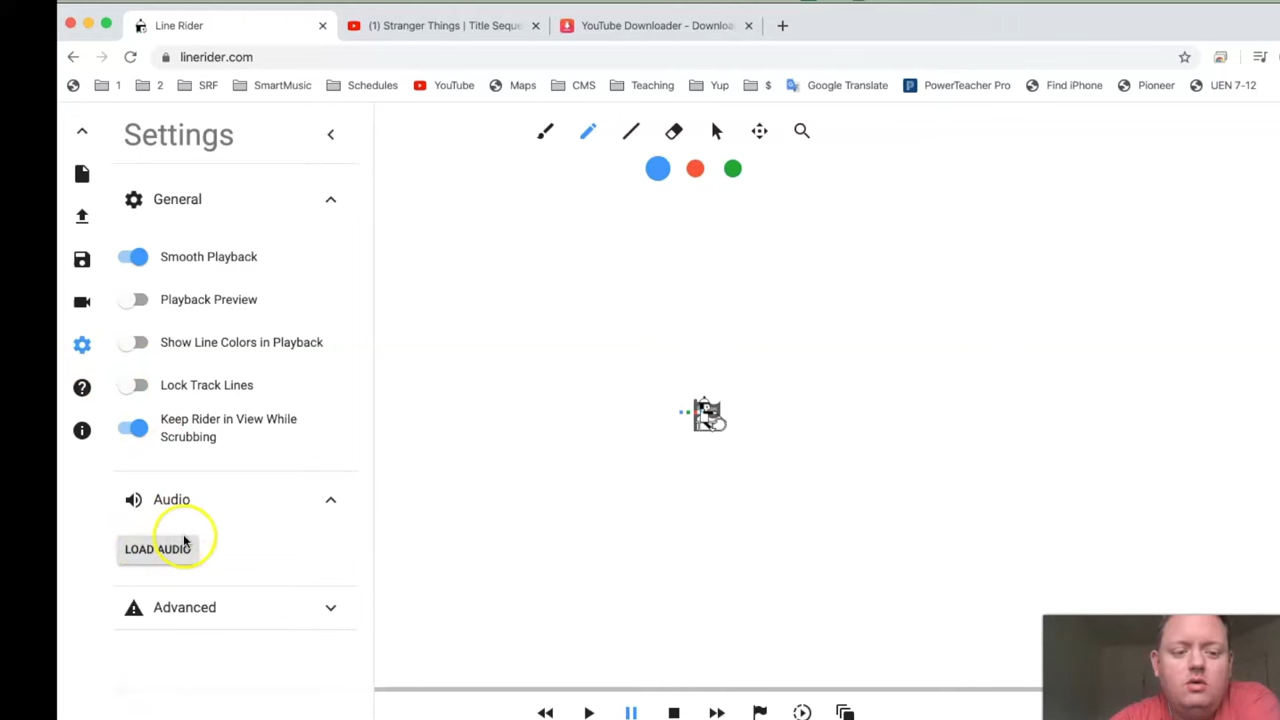 Line Rider
(1) Stranger Things | Title Seque
YouTube Downloader - Downloa
linerider.com
1
2
SRF
SmartMusic
Schedules
YouTube
Maps
CMS
Teaching
Yup
$
Google Translate
PowerTeacher Pro
Find iPhone
Pioneer
UEN 7-12
Settings
General
Smooth Playback
Playback Preview
Show Line Colors in Playback
Lock Track Lines
Keep Rider in View While
Scrubbing
Audio
LOAD AUDIO
Advanced